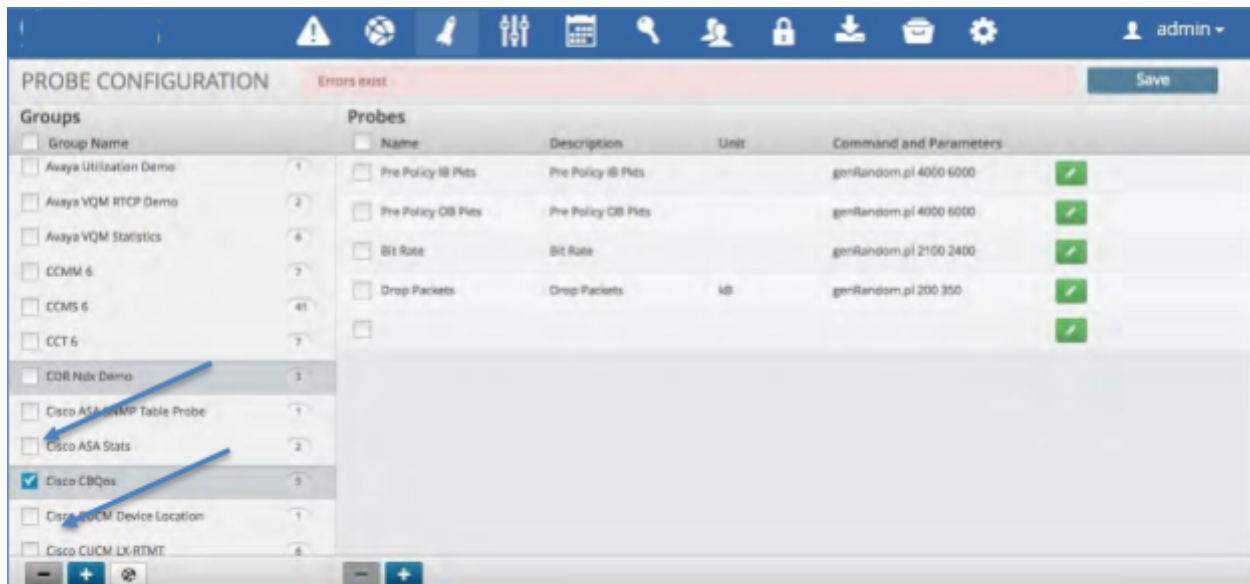 admin
PROBE CONFIGURATION
Errors exist
Save
Groups
Probes
Group Name
Name Description Unit Command and Parameters
Avaya Utilization Demo 1
Avaya VQM RTCP Demo 2
Avaya VQM Statistics 6
CCMM 6 7
CCMS 6 41
CCT 6 7
CDR Ndx Demo 3
Cisco ASA SNMP Table Probe 1
Cisco ASA Stats 2
Cisco CBQos 5
Cisco CUCM Device Location 1
Cisco CUCM LX-RTMT 6
Pre Policy IB Pkts Pre Policy IB Pkts genRandom.pl 4000 6000
Pre Policy OB Pkts Pre Policy OB Pkts genRandom.pl 4000 6000
Bit Rate Bit Rate genRandom.pl 2100 2400
Drop Packets Drop Packets kB genRandom.pl 200 350